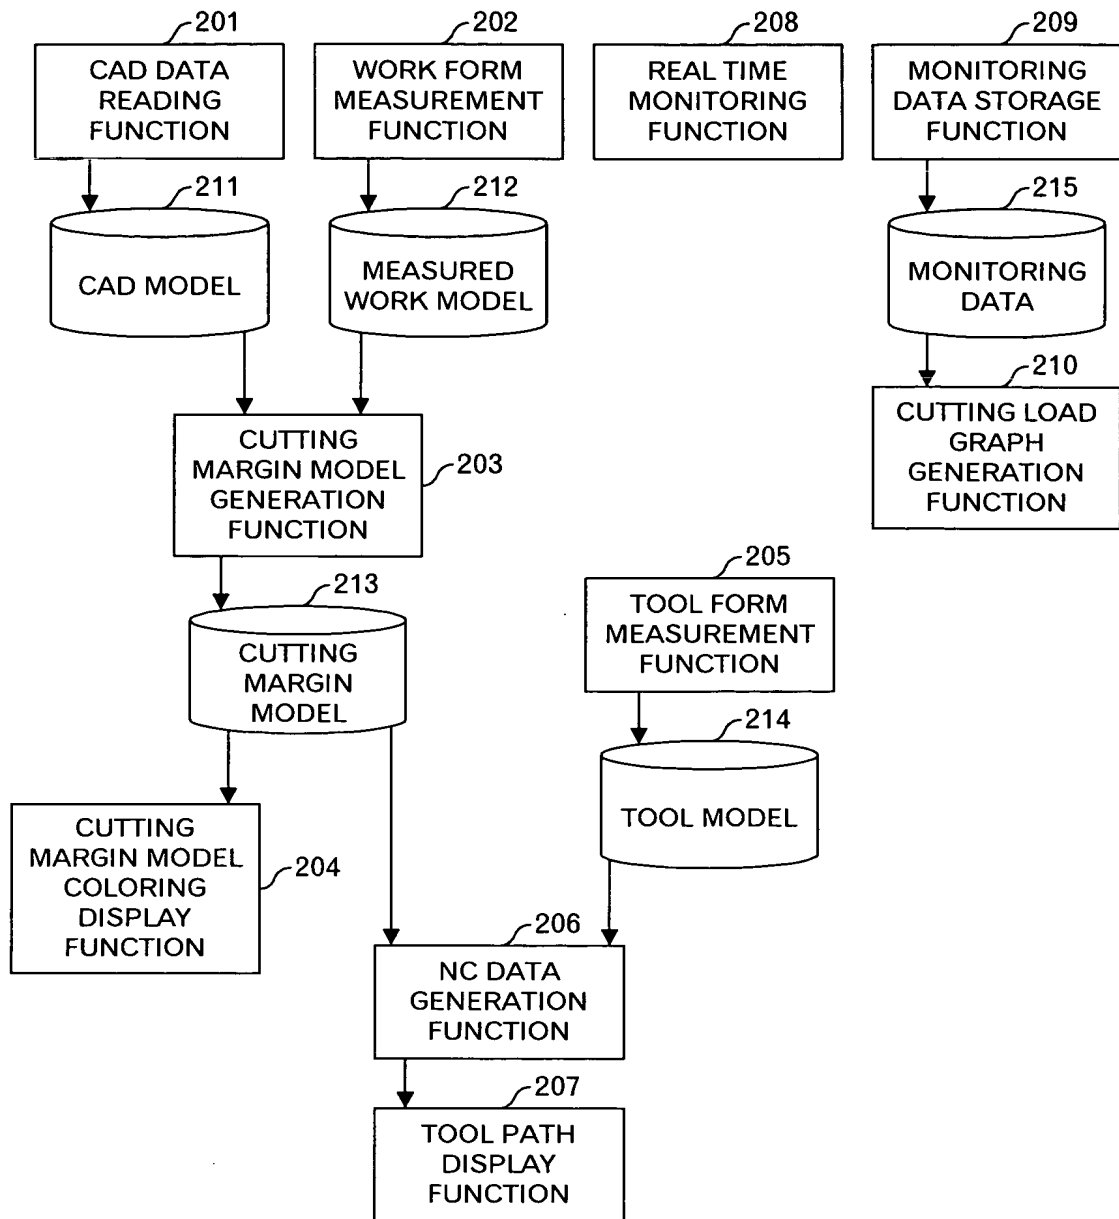 201
CAD DATA
READING
FUNCTION
202
WORK FORM
MEASUREMENT
FUNCTION
208
REAL TIME
MONITORING
FUNCTION
209
MONITORING
DATA STORAGE
FUNCTION
211
CAD MODEL
212
MEASURED
WORK MODEL
215
MONITORING
DATA
210
CUTTING LOAD
GRAPH
GENERATION
FUNCTION
203
CUTTING
MARGIN MODEL
GENERATION
FUNCTION
213
CUTTING
MARGIN
MODEL
205
TOOL FORM
MEASUREMENT
FUNCTION
214
TOOL MODEL
204
CUTTING
MARGIN MODEL
COLORING
DISPLAY
FUNCTION
206
NC DATA
GENERATION
FUNCTION
207
TOOL PATH
DISPLAY
FUNCTION